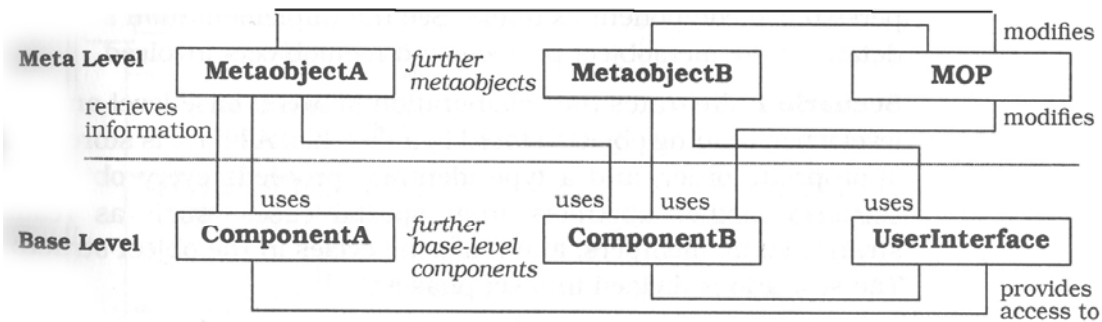 modifies
Meta Level
MetaobjectA
further
metaobjects
MetaobjectB
MOP
retrieves
information
modifies
uses
uses
uses
uses
Base Level
ComponentA
further
base-level
components
ComponentB
UserInterface
provides
access to